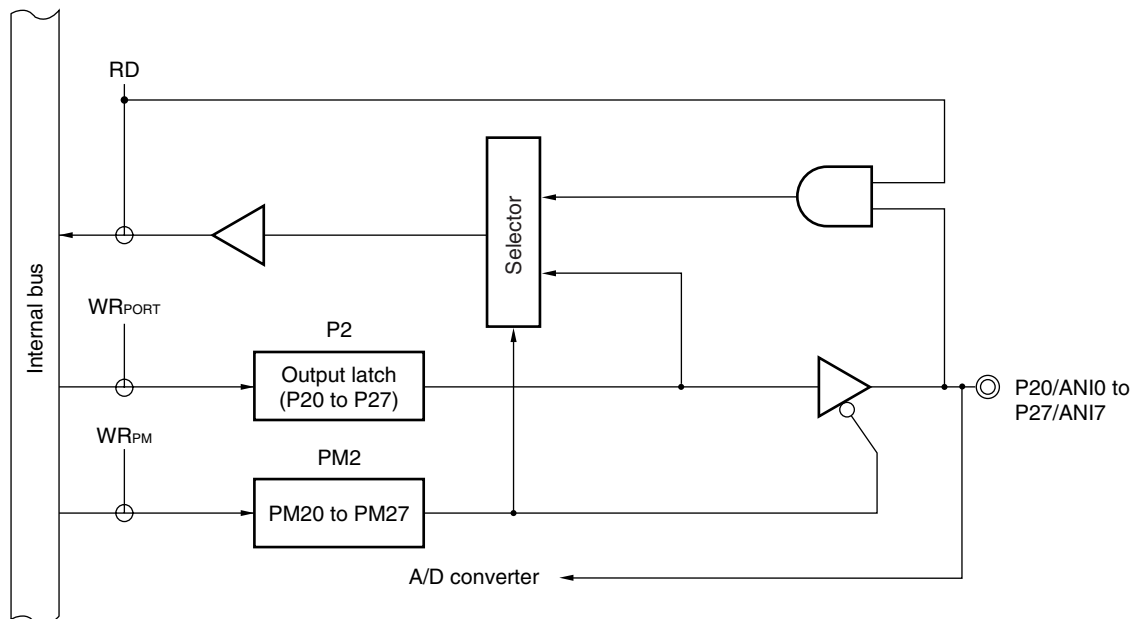 RD
Selector
Internal bus
WRPORT
P2
Output latch
(P20 to P27)
P20/ANI0 to
P27/ANI7
WRPM
PM2
PM20 to PM27
A/D converter